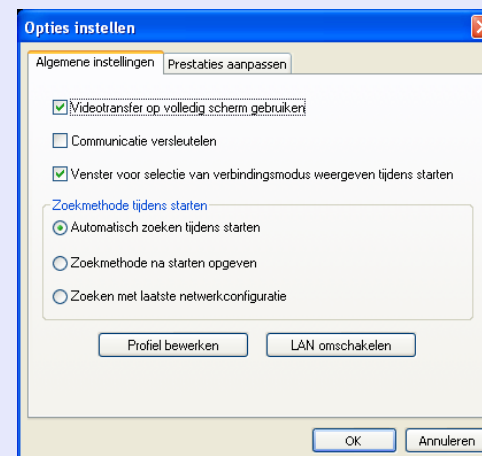 Opties instellen
Algemene instellingen
Prestaties aanpassen
Videotransfer op volledig scherm gebruiken
Communicatie versleutelen
Venster voor selectie van verbindingsmodus weergeven tijdens starten
Zoekmethode tijdens starten
Automatisch zoeken tijdens starten
Zoekmethode na starten opgeven
Zoeken met laatste netwerkconfiguratie
Profiel bewerken
LAN omschakelen
OK
Annuleren